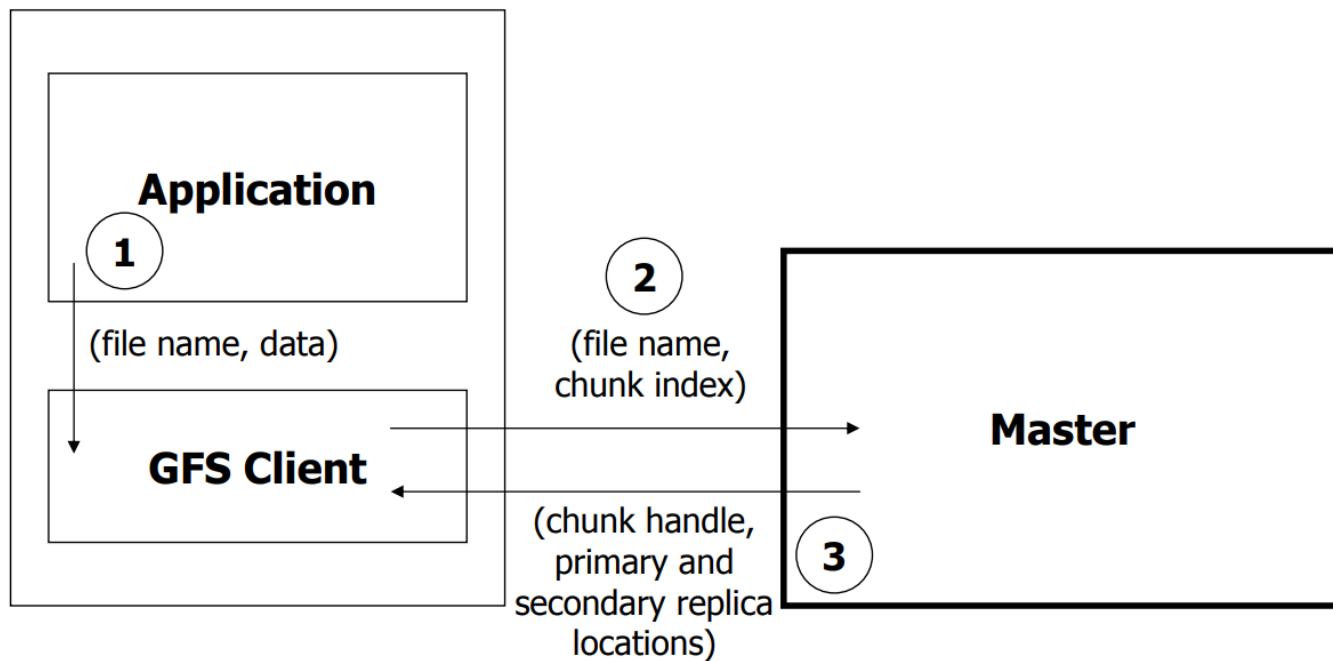 Application
1
(file name, data)
GFS Client
2
(file name,
chunk index)
(chunk handle,
primary and
secondary replica
locations)
Master
3